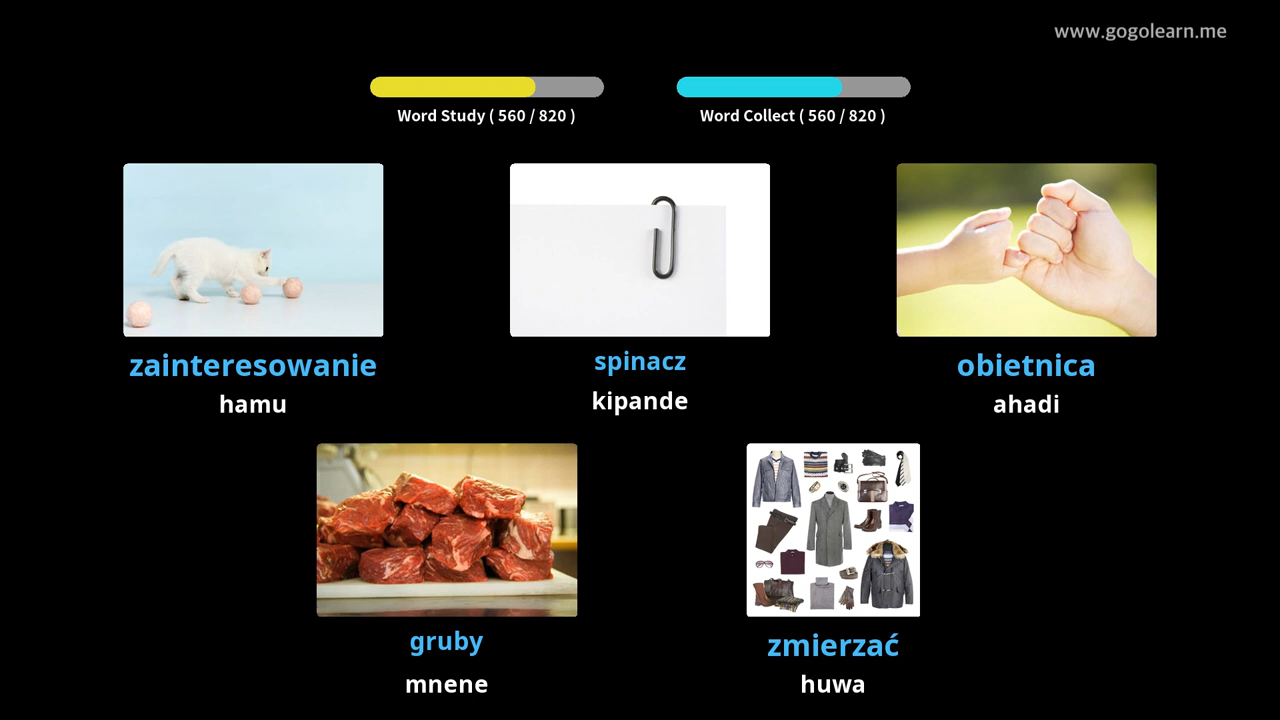 www.gogolearn.me
Word Study ( 560 / 820 )
Word Collect ( 560 / 820 )
zainteresowanie
hamu
spinacz
kipande
obietnica
ahadi
gruby
mnene
zmierzać
huwa